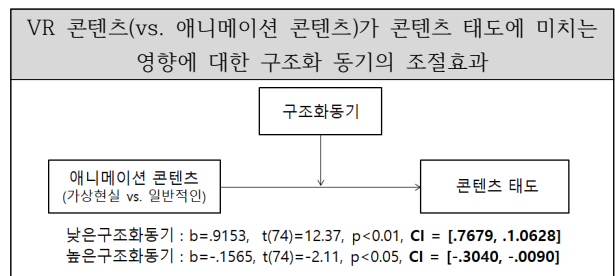 VR 콘텐츠(vs. 애니메이션 콘텐츠)가 콘텐츠 태도에 미치는
영향에 대한 구조화 동기의 조절효과
구조화동기
애니메이션 콘텐츠
(가상현실 vs. 일반적인)
콘텐츠 태도
낮은구조화동기 : b=.9153, t(74)=12.37, p<0.01, CI = [.7679, .1.0628]
높은구조화동기 : b=-.1565, t(74)=-2.11, p<0.05, CI = [-.3040, -.0090]